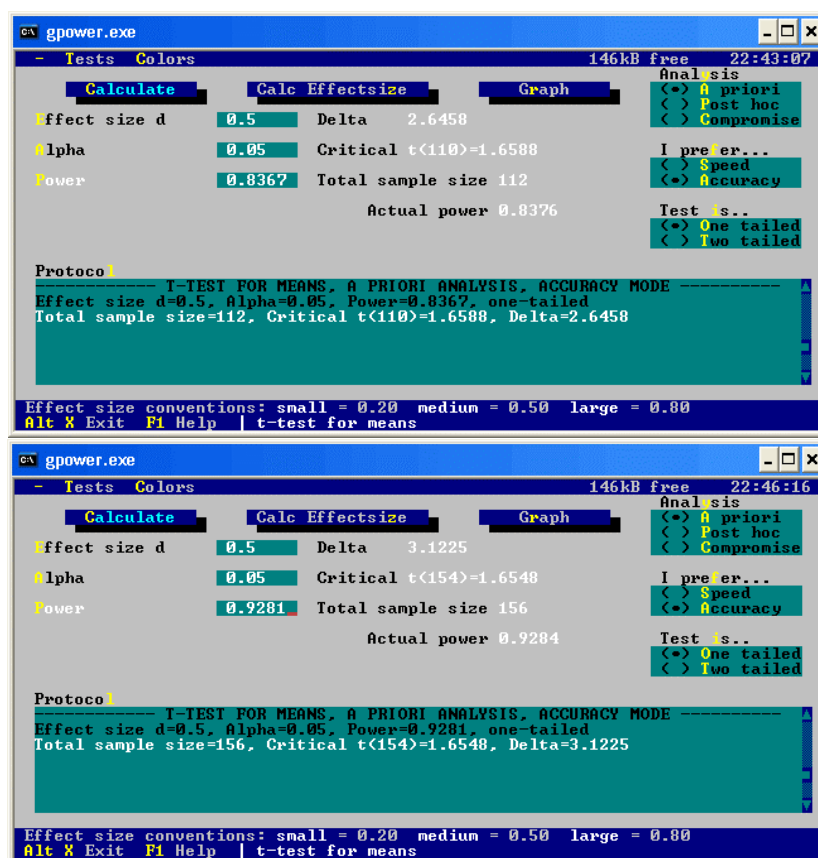 gpower.exe
- Tests Colors 146kB free 22:43:07
Analysis
Calculate Calc Effectsize Graph (•) A priori
( ) Post hoc
Effect size d 0.5 Delta 2.6458 ( ) Compromise
Alpha 0.05 Critical t(110)=1.6588 I prefer...
( ) Speed
Power 0.8367 Total sample size 112 (•) Accuracy
Actual power 0.8376 Test is..
(•) One tailed
( ) Two tailed
Protocol
------------ T-TEST FOR MEANS, A PRIORI ANALYSIS, ACCURACY MODE ----------
Effect size d=0.5, Alpha=0.05, Power=0.8367, one-tailed
Total sample size=112, Critical t(110)=1.6588, Delta=2.6458
Effect size conventions: small = 0.20 medium = 0.50 large = 0.80
Alt X Exit F1 Help | t-test for means
gpower.exe
- Tests Colors 146kB free 22:46:16
Analysis
Calculate Calc Effectsize Graph (•) A priori
( ) Post hoc
Effect size d 0.5 Delta 3.1225 ( ) Compromise
Alpha 0.05 Critical t(154)=1.6548 I prefer...
( ) Speed
Power 0.9281 Total sample size 156 (•) Accuracy
Actual power 0.9284 Test is..
(•) One tailed
( ) Two tailed
Protocol
------------ T-TEST FOR MEANS, A PRIORI ANALYSIS, ACCURACY MODE ----------
Effect size d=0.5, Alpha=0.05, Power=0.9281, one-tailed
Total sample size=156, Critical t(154)=1.6548, Delta=3.1225
Effect size conventions: small = 0.20 medium = 0.50 large = 0.80
Alt X Exit F1 Help | t-test for means